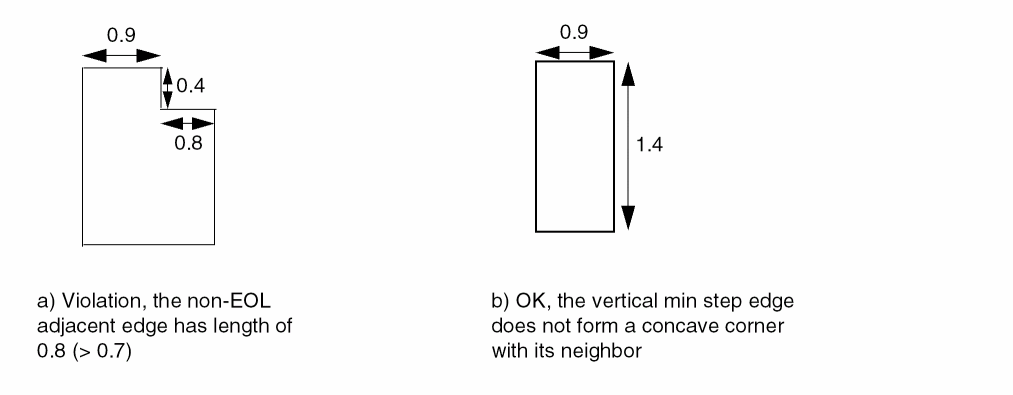 0.9
0.4
0.8
a) Violation, the non-EOL
adjacent edge has length of
0.8 (> 0.7)
0.9
1.4
b) OK, the vertical min step edge
does not form a concave corner
with its neighbor